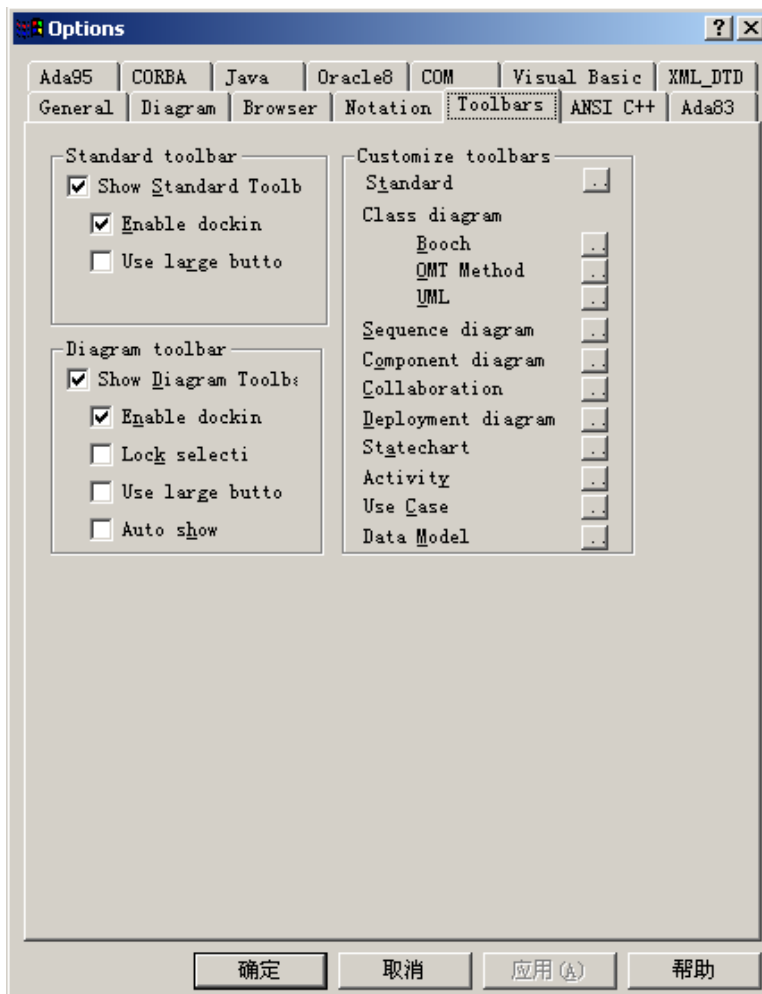 Options
Ada95 CORBA Java Oracle8 COM Visual Basic XML_DTD
General Diagram Browser Notation Toolbars ANSI C++ Ada83
Standard toolbar
Show Standard Toolb
Enable dockin
Use large butto
Diagram toolbar
Show Diagram Toolba
Enable dockin
Lock selecti
Use large butto
Auto show
Customize toolbars
Standard ..
Class diagram
Booch ..
OMT Method ..
UML ..
Sequence diagram ..
Component diagram ..
Collaboration ..
Deployment diagram ..
Statechart ..
Activity ..
Use Case ..
Data Model ..
确定 取消 应用(A) 帮助